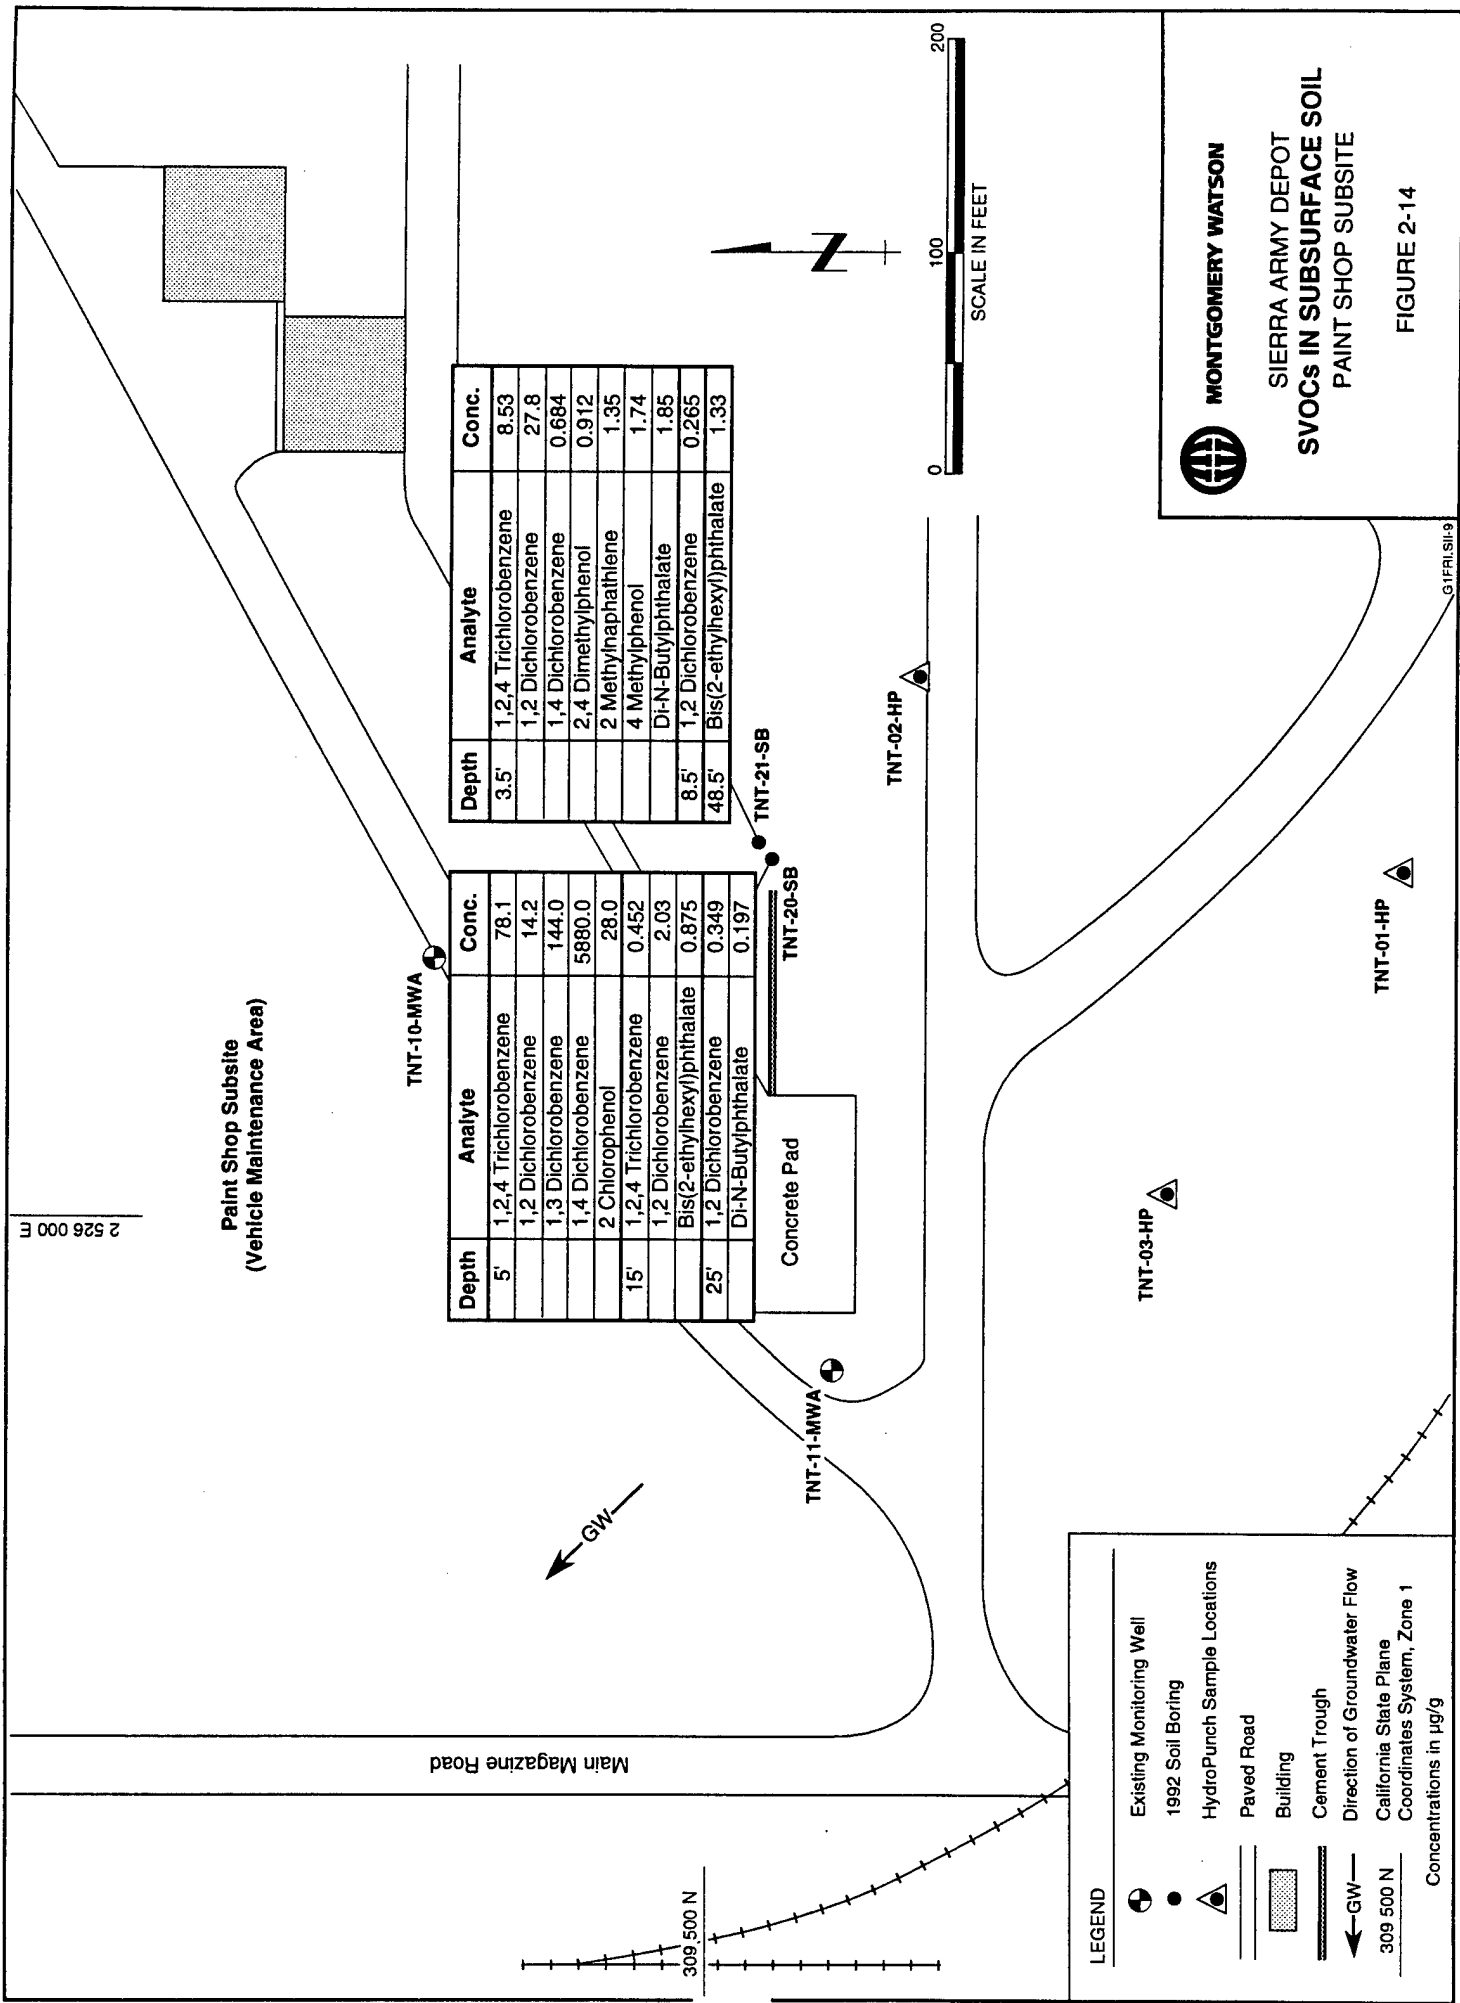 2 526 000 E
Paint Shop Subsite
(Vehicle Maintenance Area)
TNT-10-MWA
Depth Analyte Conc.
5' 1,2,4 Trichlorobenzene 78.1
1,2 Dichlorobenzene 14.2
1,3 Dichlorobenzene 144.0
1,4 Dichlorobenzene 5880.0
2 Chlorophenol 28.0
15' 1,2,4 Trichlorobenzene 0.452
1,2 Dichlorobenzene 2.03
Bis(2-ethylhexyl)phthalate 0.875
25' 1,2 Dichlorobenzene 0.349
Di-N-Butylphthalate 0.197
Depth Analyte Conc.
3.5' 1,2,4 Trichlorobenzene 8.53
1,2 Dichlorobenzene 27.8
1,4 Dichlorobenzene 0.684
2,4 Dimethylphenol 0.912
2 Methylnaphathlene 1.35
4 Methylphenol 1.74
Di-N-Butylphthalate 1.85
8.5' 1,2 Dichlorobenzene 0.265
48.5' Bis(2-ethylhexyl)phthalate 1.33
GW
Main Magazine Road
309,500 N
TNT-21-SB
TNT-20-SB
Concrete Pad
TNT-11-MWA
TNT-02-HP
TNT-03-HP
TNT-01-HP
N
0 100 200
SCALE IN FEET
LEGEND
Existing Monitoring Well
1992 Soil Boring
HydroPunch Sample Locations
Paved Road
Building
Cement Trough
GW Direction of Groundwater Flow
309 500 N California State Plane
Coordinates System, Zone 1
Concentrations in µg/g
MONTGOMERY WATSON
SIERRA ARMY DEPOT
SVOCs IN SUBSURFACE SOIL
PAINT SHOP SUBSITE
FIGURE 2-14
G1FRI.SII-9